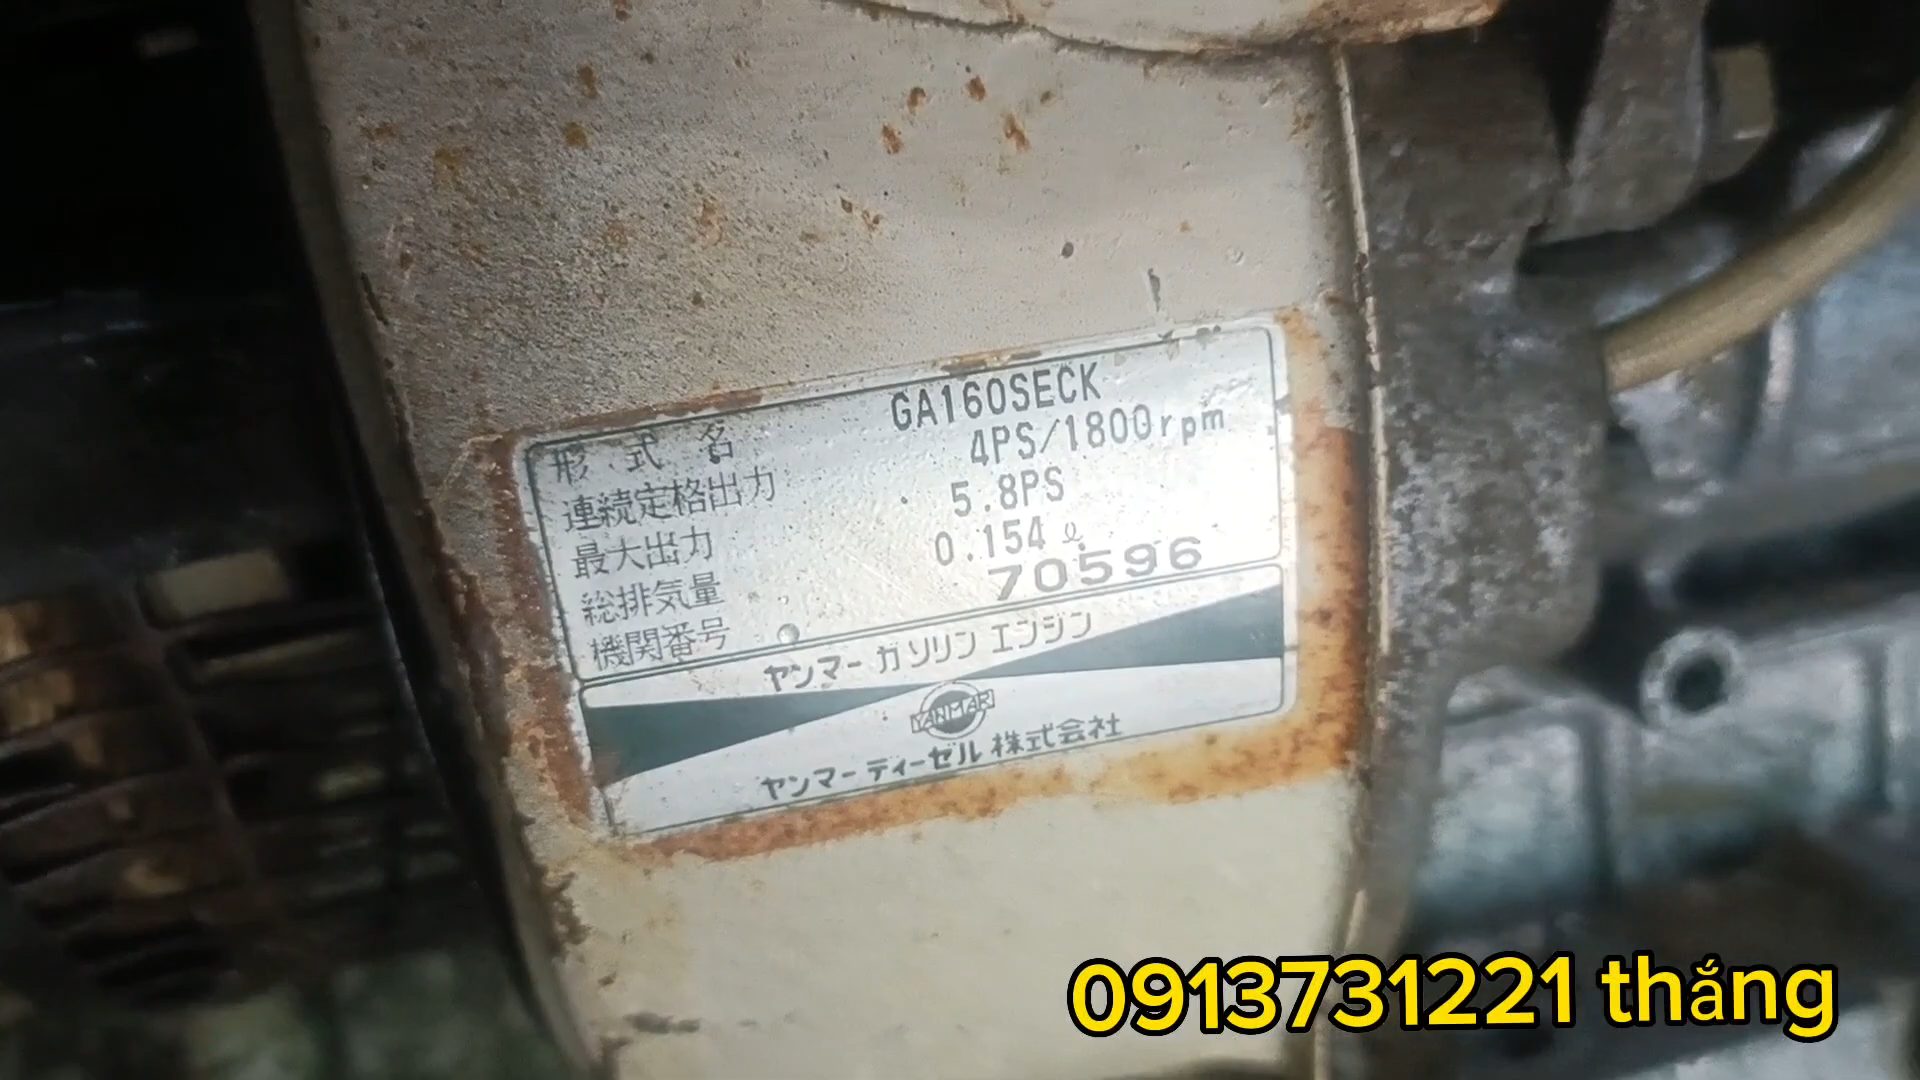 形式名 GA160SECK
連続定格出力 4PS/1800rpm
最大出力 5.8PS
総排気量 0.154ℓ
機関番号 70596
ヤンマーガソリンエンジン
YANMAR
ヤンマーディーゼル株式会社
0913731221 thắng